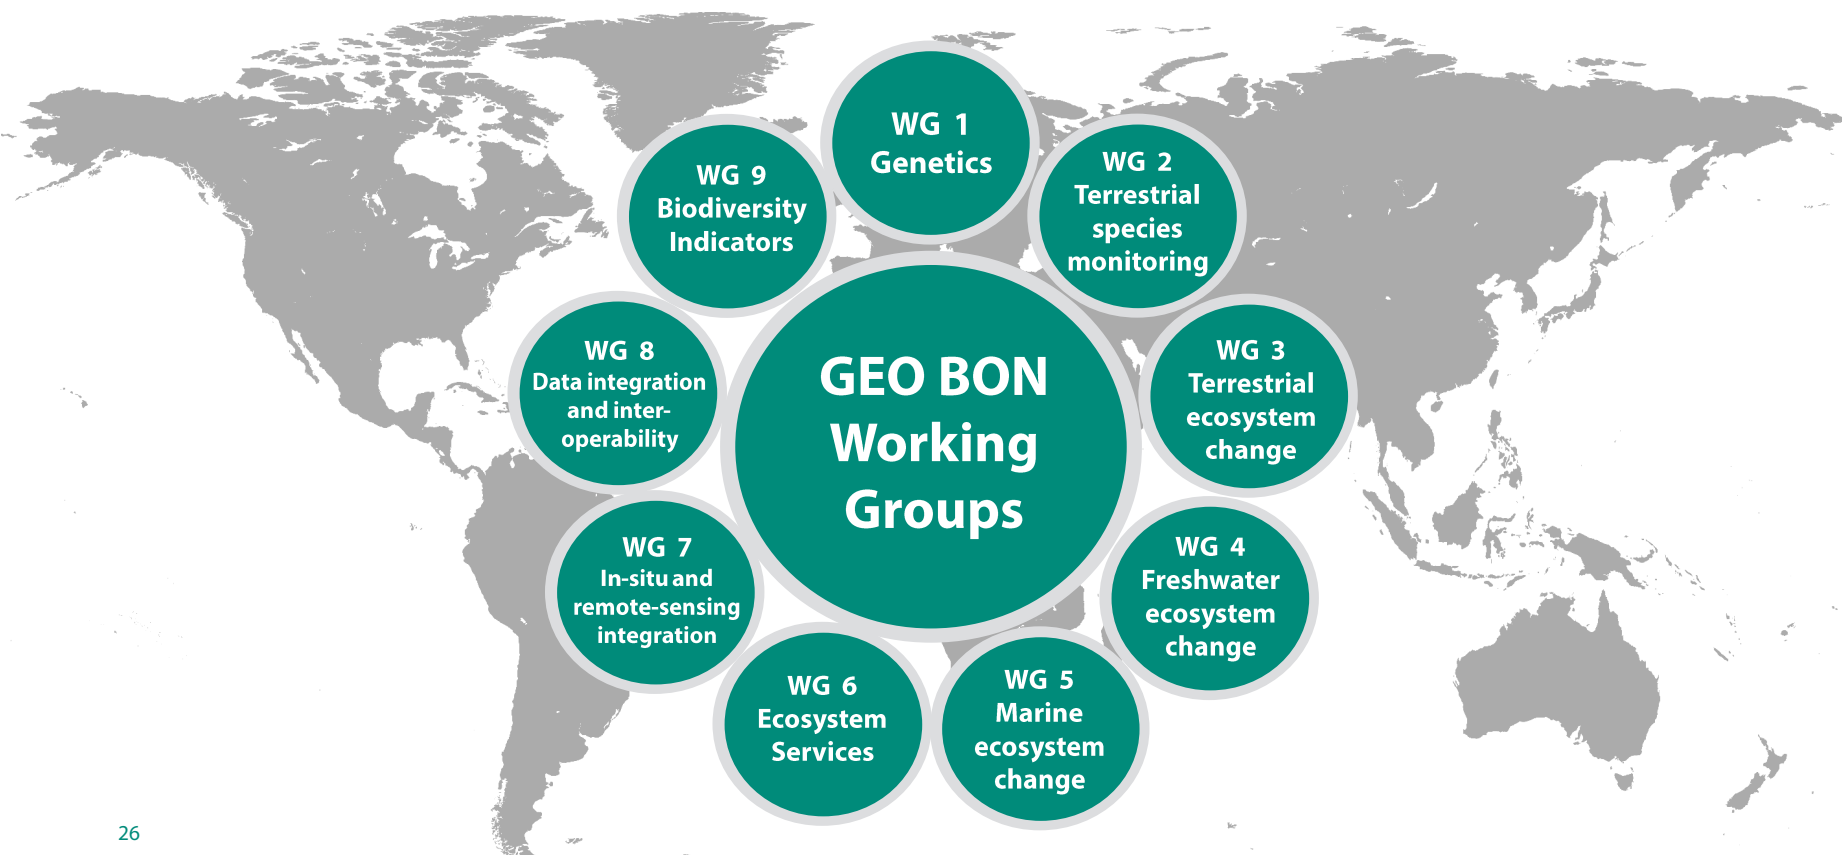 WG 1
Genetics
WG 2
Terrestrial
species
monitoring
WG 3
Terrestrial
ecosystem
change
WG 4
Freshwater
ecosystem
change
WG 5
Marine
ecosystem
change
WG 6
Ecosystem
Services
WG 7
In-situ and
remote-sensing
integration
WG 8
Data integration
and inter-
operability
WG 9
Biodiversity
Indicators
GEO BON
Working
Groups
26